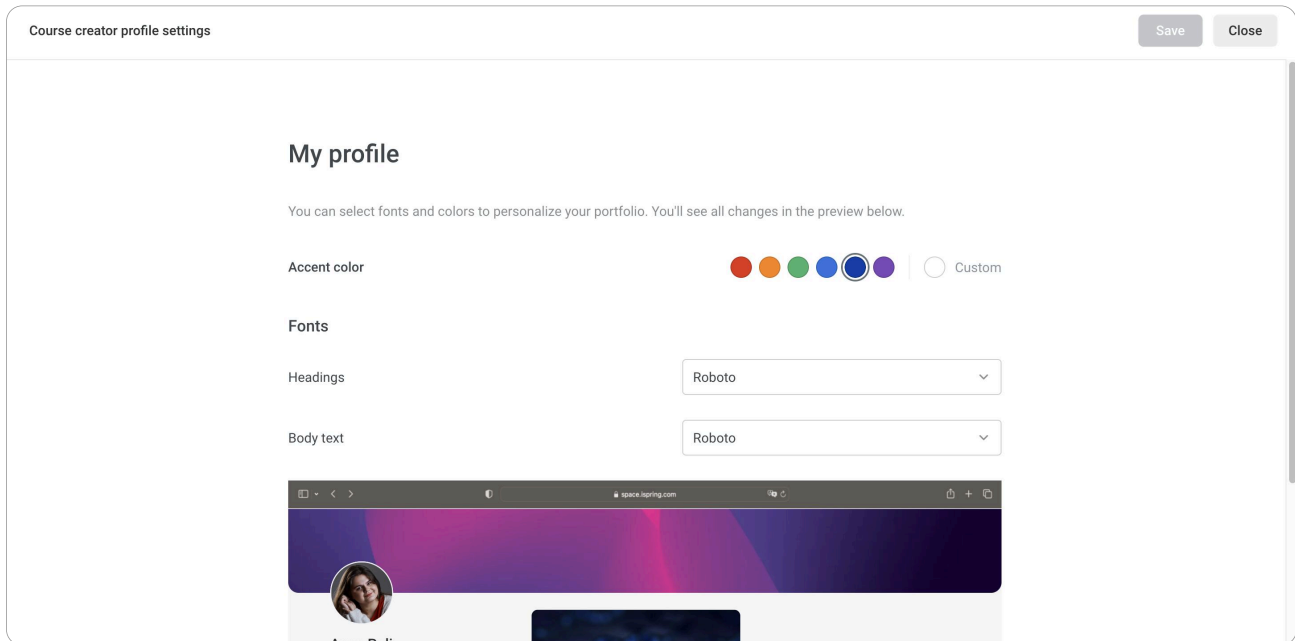 Course creator profile settings
Save
Close
My profile
You can select fonts and colors to personalize your portfolio. You'll see all changes in the preview below.
Accent color
Custom
Fonts
Headings
Roboto
Body text
Roboto
space.ispring.com